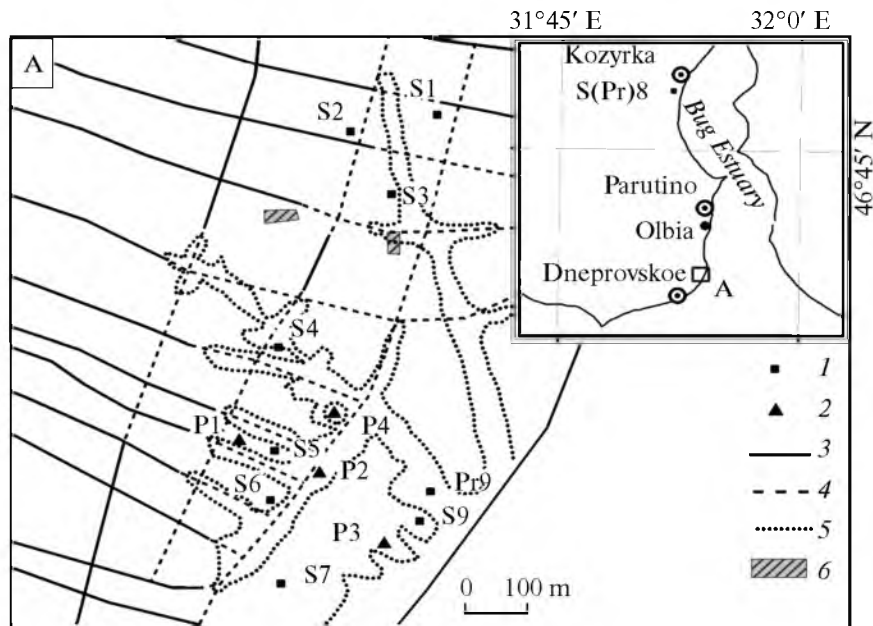 31°45′ E 32°0′ E
A
Kozyrka
S(Pr)8
Bug Estuary
46°45′ N
Parutino
Olbia
Dneprovskoe
A
S1
S2
S3
S4
1
2
P1
P4
S5
3
P2
4
S6
Pr9
S9
5
P3
S7
6
0 100 m